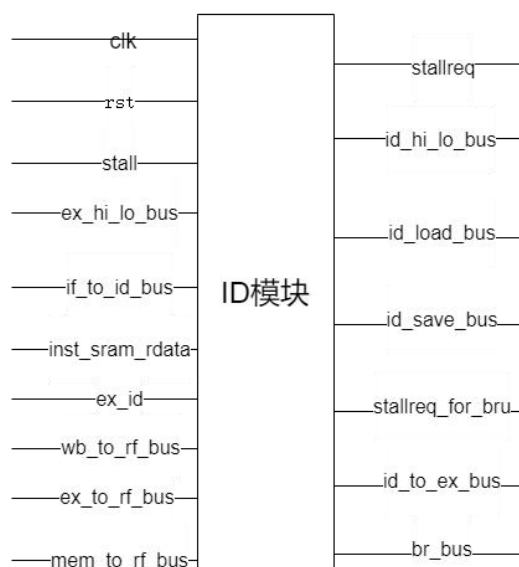 clk
rst
stall
ex_hi_lo_bus
if_to_id_bus
inst_sram_rdata
ex_id
wb_to_rf_bus
ex_to_rf_bus
mem_to_rf_bus
ID模块
stallreq
id_hi_lo_bus
id_load_bus
id_save_bus
stallreq_for_bru
id_to_ex_bus
br_bus